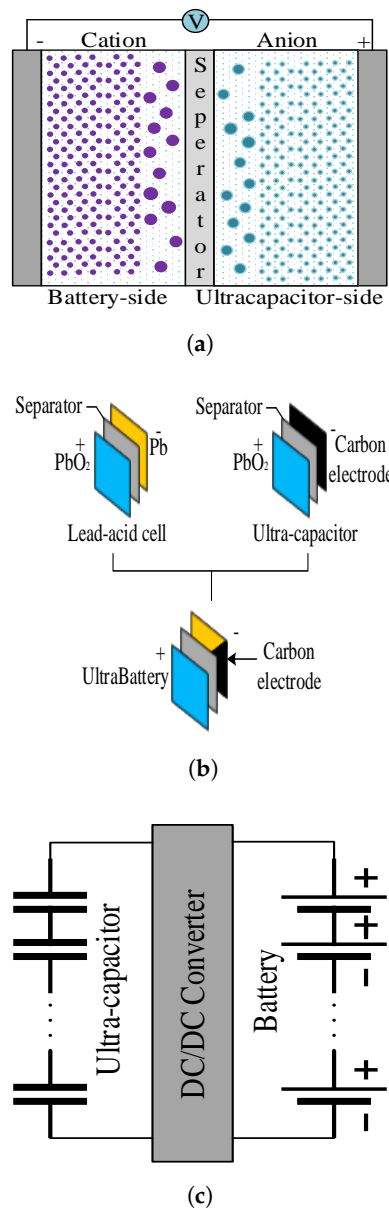 V
- Cation Anion +
Seperator
Battery-side Ultracapacitor-side
(a)
Separator
+
PbO2
-
Pb
Lead-acid cell
Separator
+
PbO2
-
Carbon
electrode
Ultra-capacitor
+
UltraBattery
-
Carbon
electrode
(b)
Ultra-capacitor
DC/DC Converter
Battery
+
+
-
-
+
-
(c)